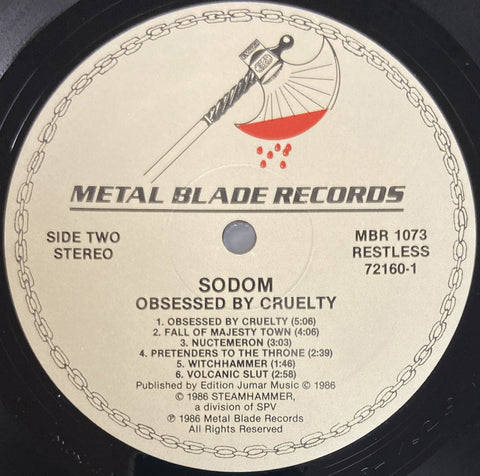 METAL BLADE RECORDS
SIDE TWO
STEREO
MBR 1073
RESTLESS
72160-1
SODOM
OBSESSED BY CRUELTY
1. OBSESSED BY CRUELTY (5:06)
2. FALL OF MAJESTY TOWN (4:06)
3. NUCTEMERON (3:03)
4. PRETENDERS TO THE THRONE (2:39)
5. WITCHHAMMER (1:46)
6. VOLCANIC SLUT (2:58)
Published by Edition Jumar Music © 1986
© 1986 STEAMHAMMER,
a division of SPV
℗ 1986 Metal Blade Records
All Rights Reserved